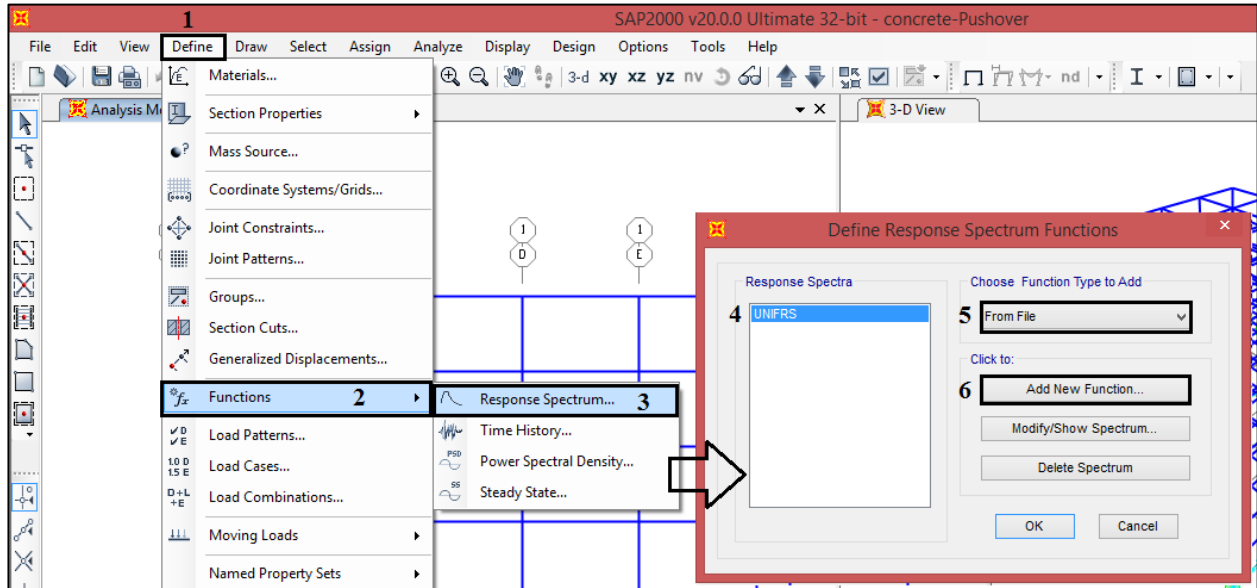 1
SAP2000 v20.0.0 Ultimate 32-bit - concrete-Pushover
File Edit View Define Draw Select Assign Analyze Display Design Options Tools Help
3-d xy xz yz nv nd
Analysis Mo
3-D View
Materials...
Section Properties
Mass Source...
Coordinate Systems/Grids...
Joint Constraints...
Joint Patterns...
Groups...
Section Cuts...
Generalized Displacements...
Functions 2
Load Patterns...
Load Cases...
Load Combinations...
Moving Loads
Named Property Sets
Response Spectrum... 3
Time History...
PSD Power Spectral Density...
SS Steady State...
1 1
D E
Define Response Spectrum Functions
Response Spectra
4 UNIFRS
Choose Function Type to Add
5 From File
Click to:
6 Add New Function...
Modify/Show Spectrum...
Delete Spectrum
OK Cancel